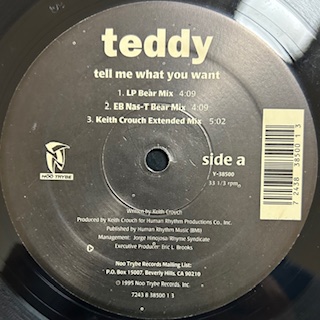 teddy
tell me what you want
1. LP Bear Mix 4:09
2. EB Nas-T Bear Mix 4:09
3. Keith Crouch Extended Mix 5:02
NOO TRYBE
side a
Y-38500
33 1/3 rpm
7 2438 38500 1 3
Written by Keith Crouch
Produced by Keith Crouch for Human Rhythm Productions Co., Inc.
Published by Human Rhythm Music (BMI)
Management: Jorge Hinojosa/Rhyme Syndicate
Executive Producer: Eric L. Brooks
Noo Trybe Records Mailing List:
P.O. Box 15007, Beverly Hills, CA 90210
© 1995 Noo Trybe Records, Inc.
7243 8 38500 1 3